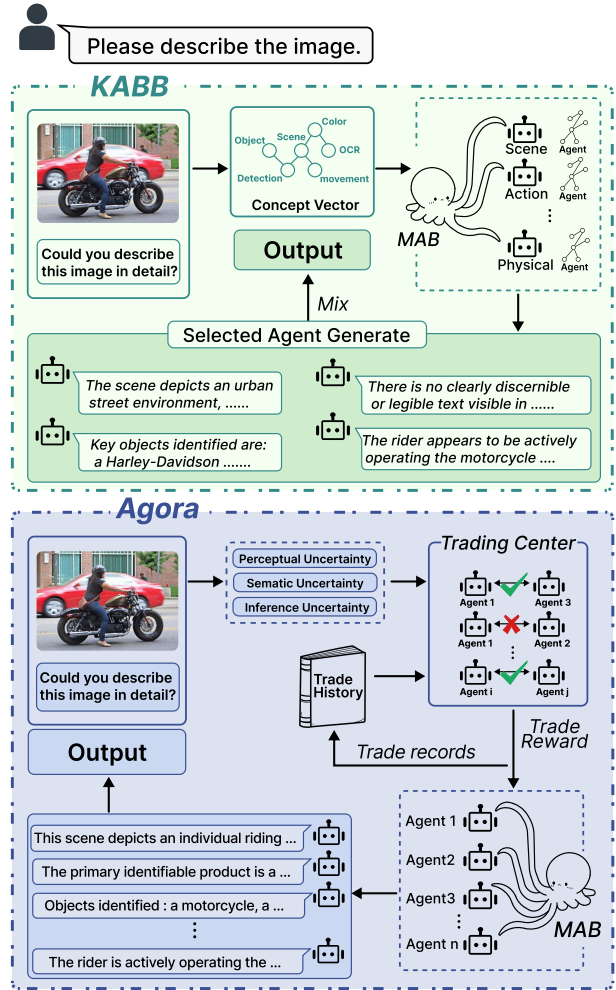 Please describe the image.
KABB
Could you describe
this image in detail?
Color
Object
Scene
OCR
Detection
movement
Concept Vector
MAB
Scene
Agent
Action
Agent
⋮
Physical
Agent
Output
Mix
Selected Agent Generate
The scene depicts an urban
street environment, ......
There is no clearly discernible
or legible text visible in ......
Key objects identified are:
a Harley-Davidson .......
The rider appears to be actively
operating the motorcycle ....
Agora
Could you describe
this image in detail?
Perceptual Uncertainty
Sematic Uncertainty
Inference Uncertainty
Trading Center
Agent 1
Agent 3
Agent 1
Agent 2
⋮
Agent i
Agent j
Trade
History
Trade records
Trade
Reward
Output
This scene depicts an individual riding ...
The primary identifiable product is a ...
Objects identified : a motorcycle, a ...
⋮
The rider is actively operating the ...
Agent 1
Agent2
Agent3
⋮
Agent n
MAB